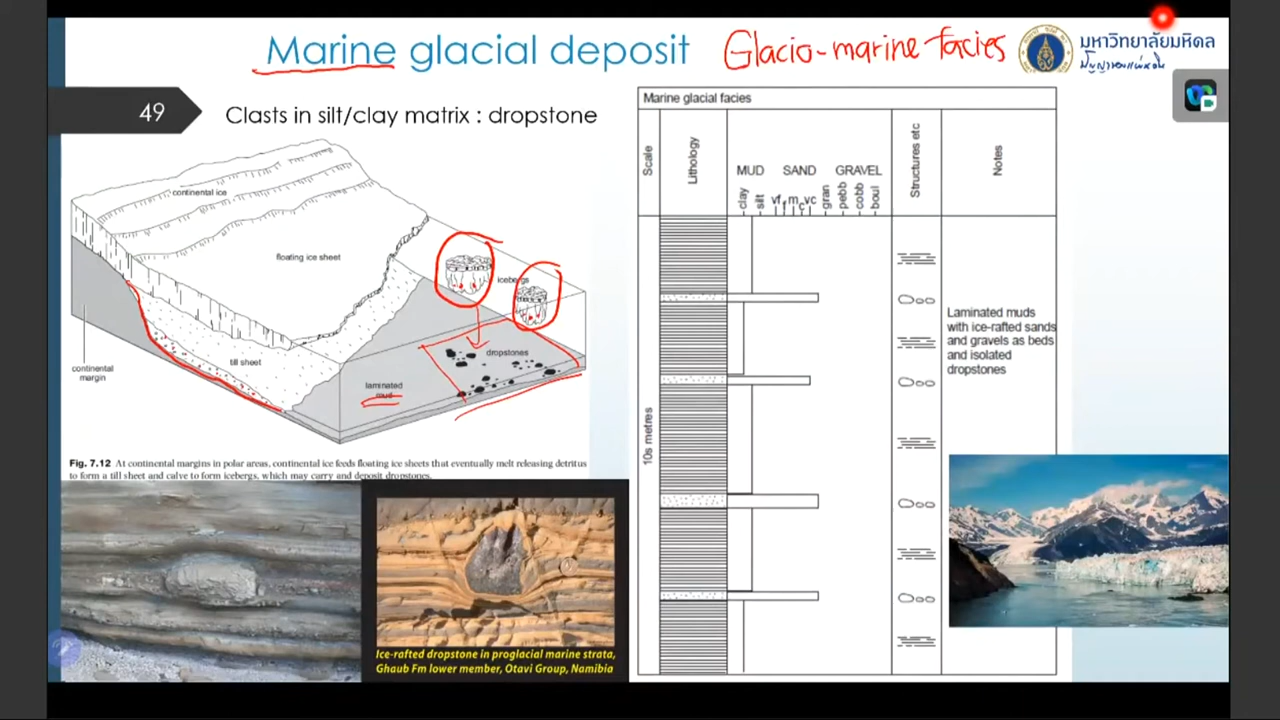 Marine glacial deposit
Glacio-marine facies
มหาวิทยาลัยมหิดล
ปัญญาของแผ่นดิน
49
Clasts in silt/clay matrix : dropstone
continental ice
floating ice sheet
icebergs
dropstones
till sheet
continental
margin
laminated
mud
Fig. 7.12 At continental margins in polar areas, continental ice feeds floating ice sheets that eventually melt releasing detritus
to form a till sheet and calve to form icebergs, which may carry and deposit dropstones.
Ice-rafted dropstone in proglacial marine strata,
Ghaub Fm lower member, Otavi Group, Namibia
Marine glacial facies
Scale
Lithology
MUD SAND GRAVEL
clay silt vf f m c vc gran pebb cobb boul
Structures etc
Notes
10s metres
Laminated muds
with ice-rafted sands
and gravels as beds
and isolated
dropstones